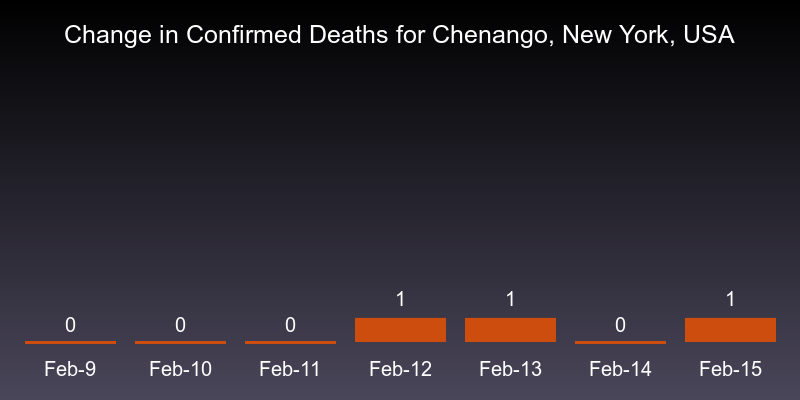 Change in Confirmed Deaths for Chenango, New York, USA
0 0 0 1 1 0 1
Feb-9 Feb-10 Feb-11 Feb-12 Feb-13 Feb-14 Feb-15